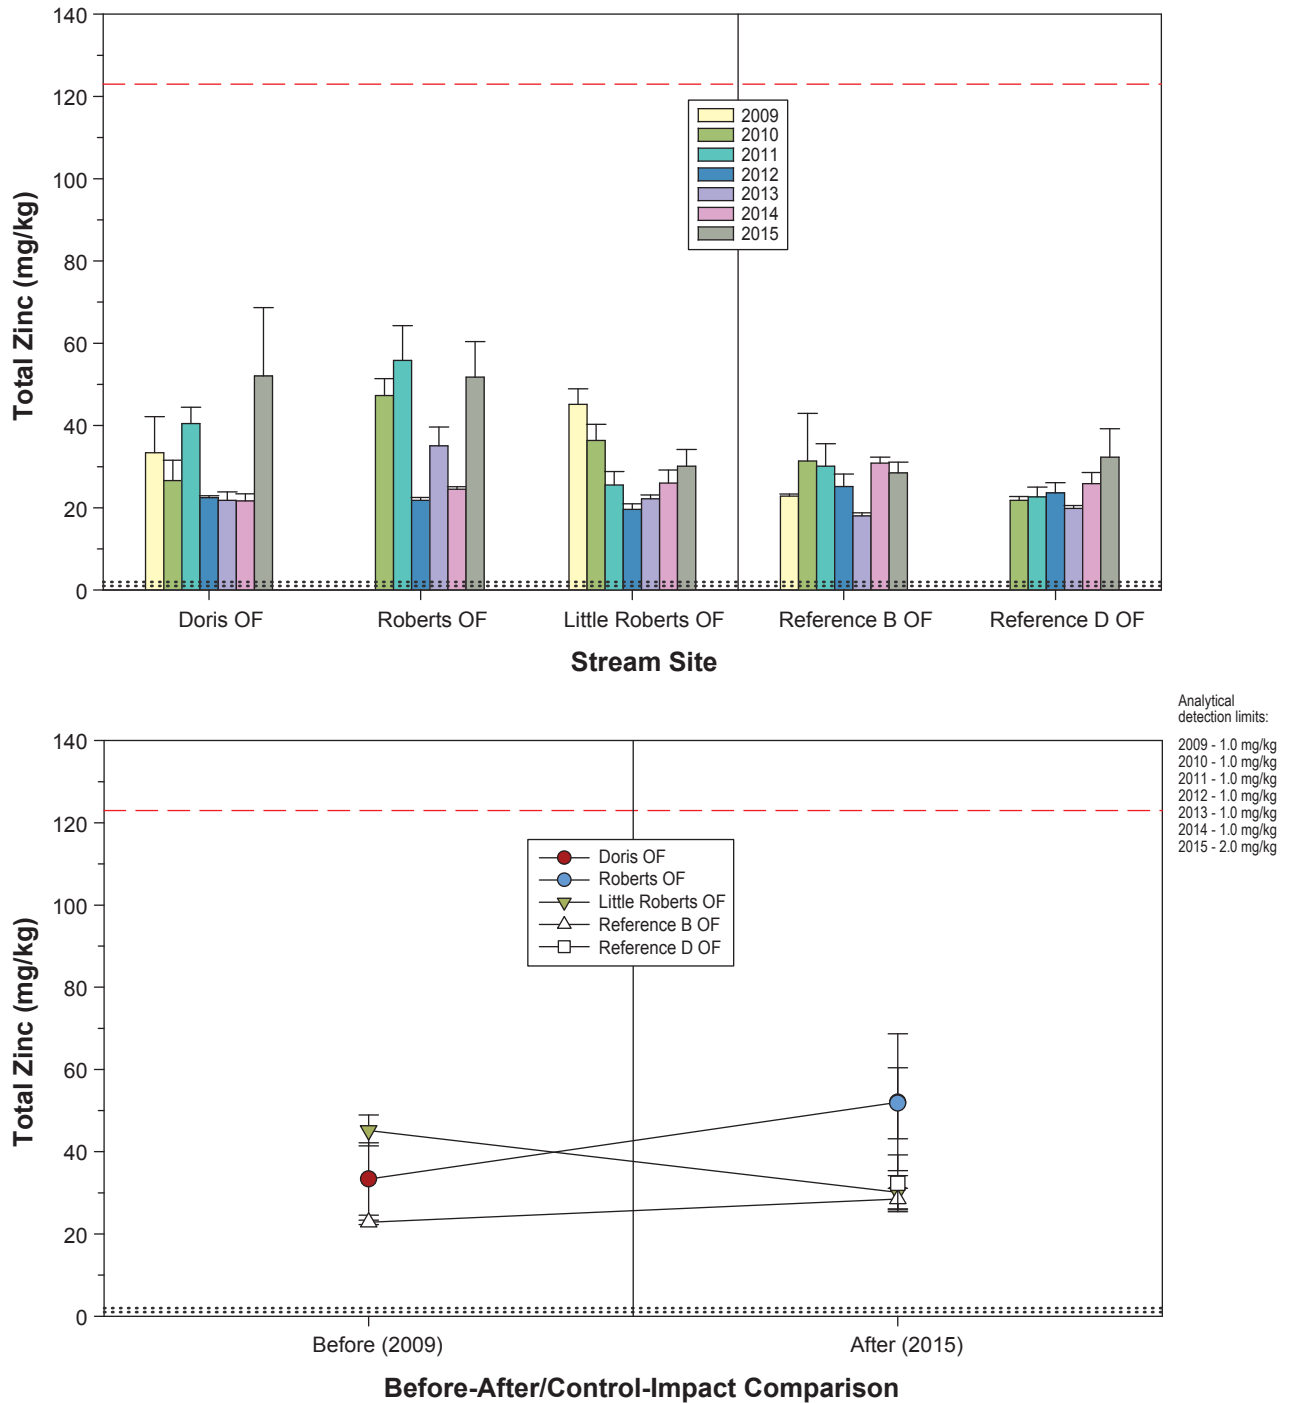 140
120
100
80
60
40
20
0
Total Zinc (mg/kg)
2009
2010
2011
2012
2013
2014
2015
Doris OF
Roberts OF
Little Roberts OF
Reference B OF
Reference D OF
Stream Site
Analytical
detection limits:
2009 - 1.0 mg/kg
2010 - 1.0 mg/kg
2011 - 1.0 mg/kg
2012 - 1.0 mg/kg
2013 - 1.0 mg/kg
2014 - 1.0 mg/kg
2015 - 2.0 mg/kg
140
120
100
80
60
40
20
0
Total Zinc (mg/kg)
Doris OF
Roberts OF
Little Roberts OF
Reference B OF
Reference D OF
Before (2009)
After (2015)
Before-After/Control-Impact Comparison